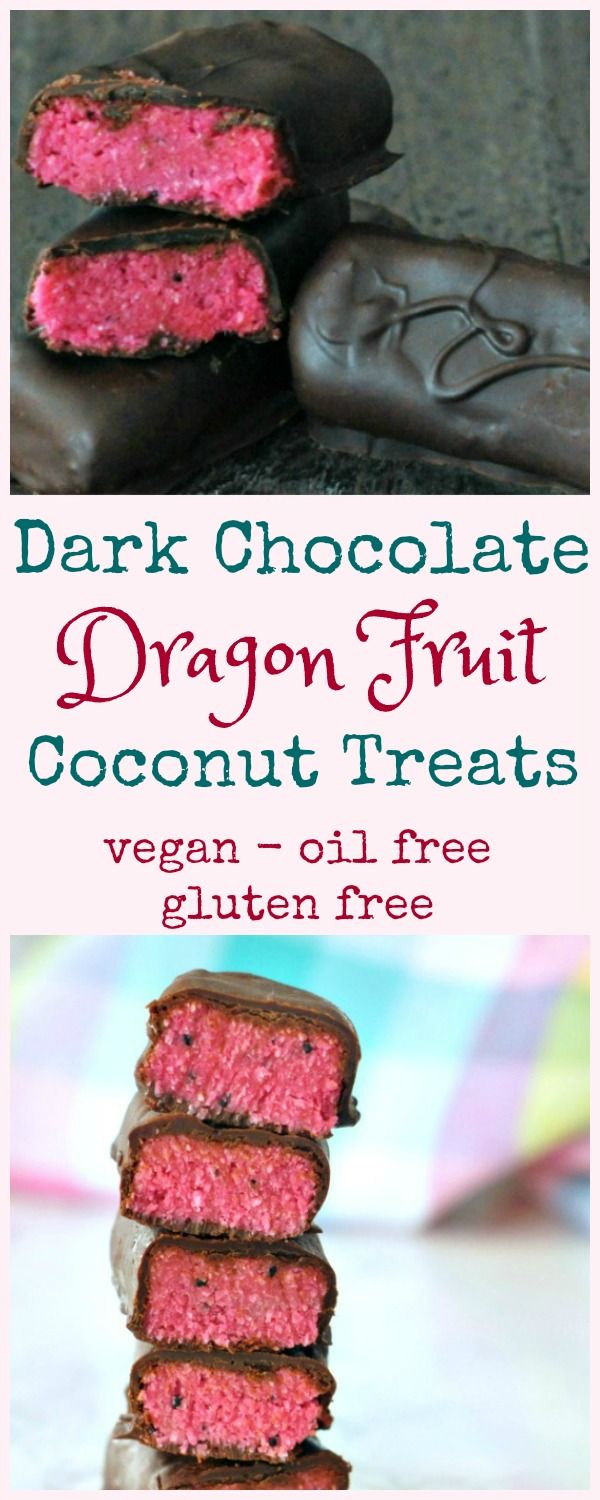 Dark Chocolate
Dragon Fruit
Coconut Treats
vegan - oil free
gluten free